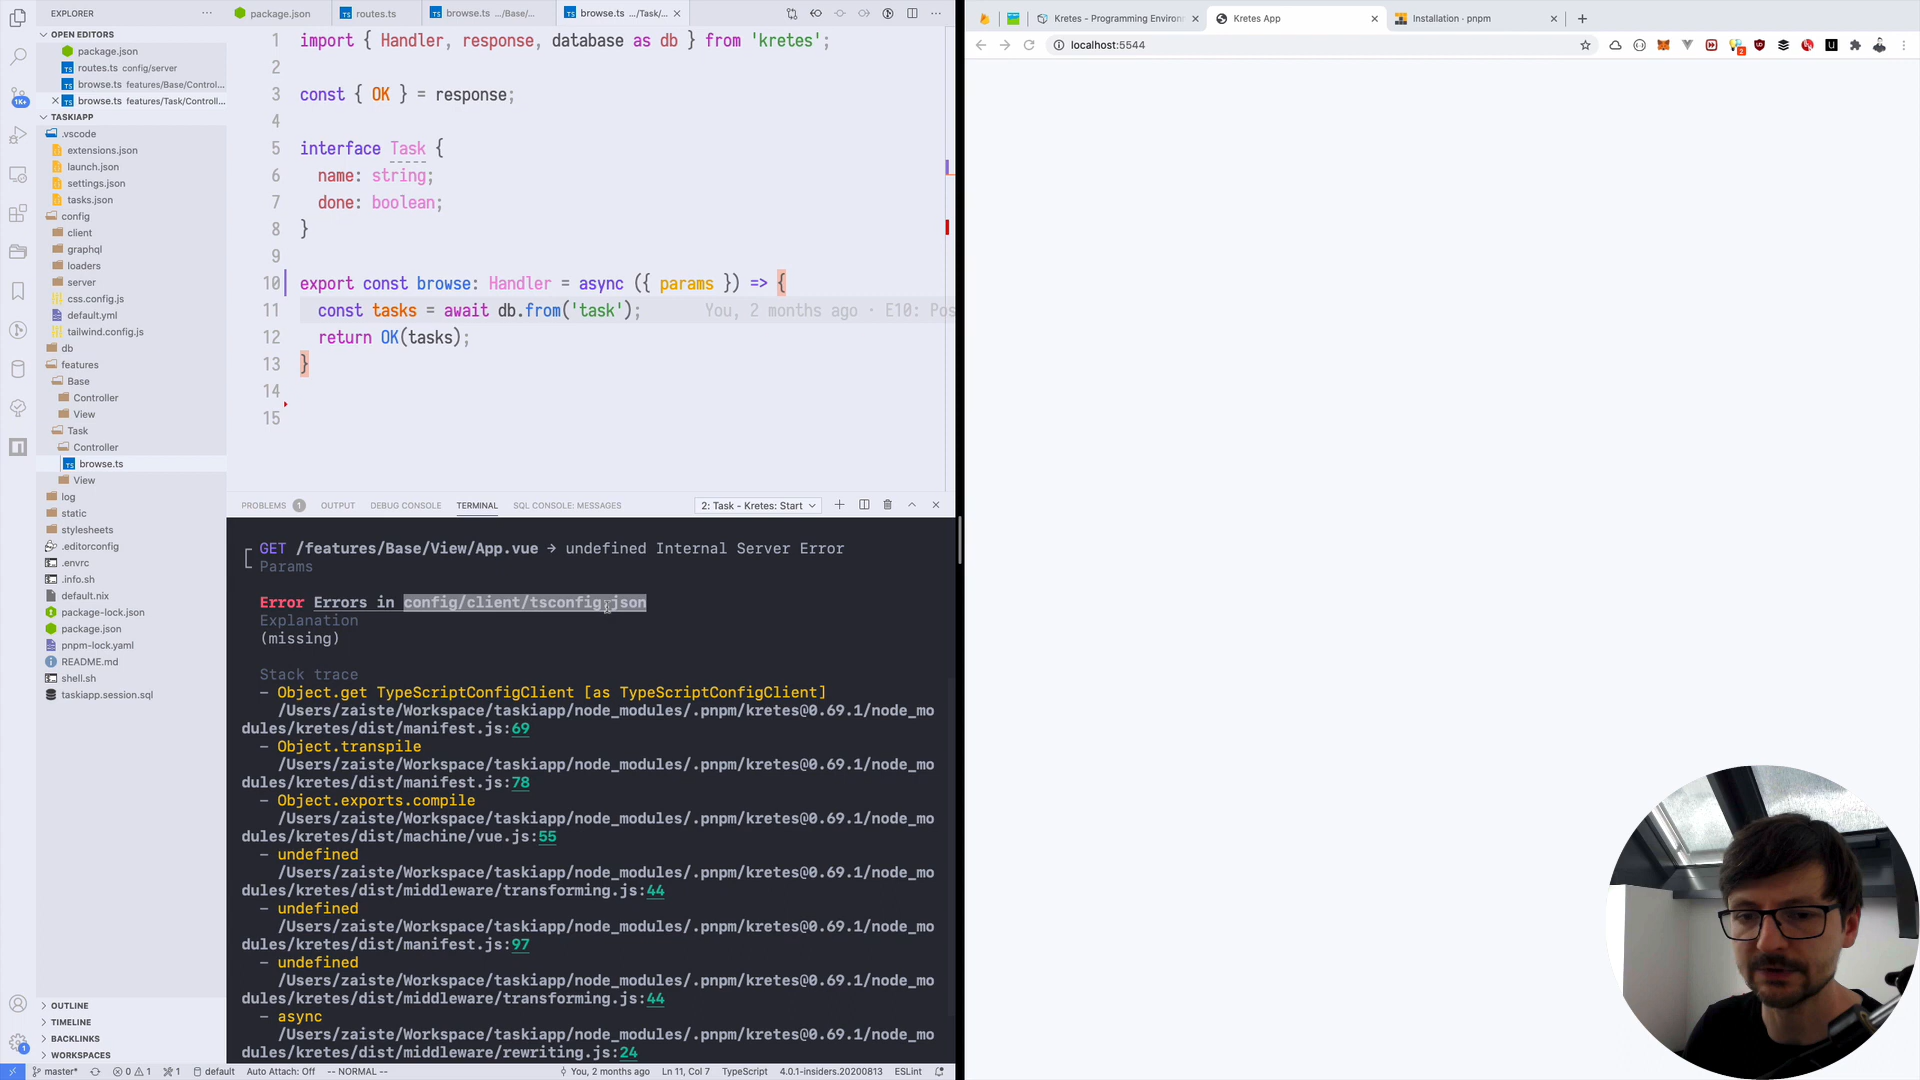 EXPLORER
OPEN EDITORS
package.json
routes.ts config/server
browse.ts features/Base/Control...
browse.ts features/Task/Controll...
TASKIAPP
.vscode
extensions.json
launch.json
settings.json
tasks.json
config
client
graphql
loaders
server
css.config.js
default.yml
tailwind.config.js
db
features
Base
Controller
View
Task
Controller
browse.ts
View
log
static
stylesheets
.editorconfig
.envrc
.info.sh
default.nix
package-lock.json
package.json
pnpm-lock.yaml
README.md
shell.sh
taskiapp.session.sql
OUTLINE
TIMELINE
BACKLINKS
WORKSPACES
1K+
1
package.json
routes.ts
browse.ts .../Base/...
browse.ts .../Task/...
1 import { Handler, response, database as db } from 'kretes';
2
3 const { OK } = response;
4
5 interface Task {
6 name: string;
7 done: boolean;
8 }
9
10 export const browse: Handler = async ({ params }) => {
11 const tasks = await db.from('task'); You, 2 months ago · E10: Pos
12 return OK(tasks);
13 }
14
15
PROBLEMS 1 OUTPUT DEBUG CONSOLE TERMINAL SQL CONSOLE: MESSAGES 2: Task - Kretes: Start
GET /features/Base/View/App.vue → undefined Internal Server Error
Params
Error Errors in config/client/tsconfig.json
Explanation
(missing)
Stack trace
– Object.get TypeScriptConfigClient [as TypeScriptConfigClient]
/Users/zaiste/Workspace/taskiapp/node_modules/.pnpm/kretes@0.69.1/node_mo
dules/kretes/dist/manifest.js:69
– Object.transpile
/Users/zaiste/Workspace/taskiapp/node_modules/.pnpm/kretes@0.69.1/node_mo
dules/kretes/dist/manifest.js:78
– Object.exports.compile
/Users/zaiste/Workspace/taskiapp/node_modules/.pnpm/kretes@0.69.1/node_mo
dules/kretes/dist/machine/vue.js:55
– undefined
/Users/zaiste/Workspace/taskiapp/node_modules/.pnpm/kretes@0.69.1/node_mo
dules/kretes/dist/middleware/transforming.js:44
– undefined
/Users/zaiste/Workspace/taskiapp/node_modules/.pnpm/kretes@0.69.1/node_mo
dules/kretes/dist/manifest.js:97
– undefined
/Users/zaiste/Workspace/taskiapp/node_modules/.pnpm/kretes@0.69.1/node_mo
dules/kretes/dist/middleware/transforming.js:44
– async
/Users/zaiste/Workspace/taskiapp/node_modules/.pnpm/kretes@0.69.1/node_mo
dules/kretes/dist/middleware/rewriting.js:24
master* 0 1 1 default Auto Attach: Off -- NORMAL -- You, 2 months ago Ln 11, Col 7 TypeScript 4.0.1-insiders.20200813 ESLint
Kretes - Programming Environ
Kretes App
Installation · pnpm
localhost:5544
2